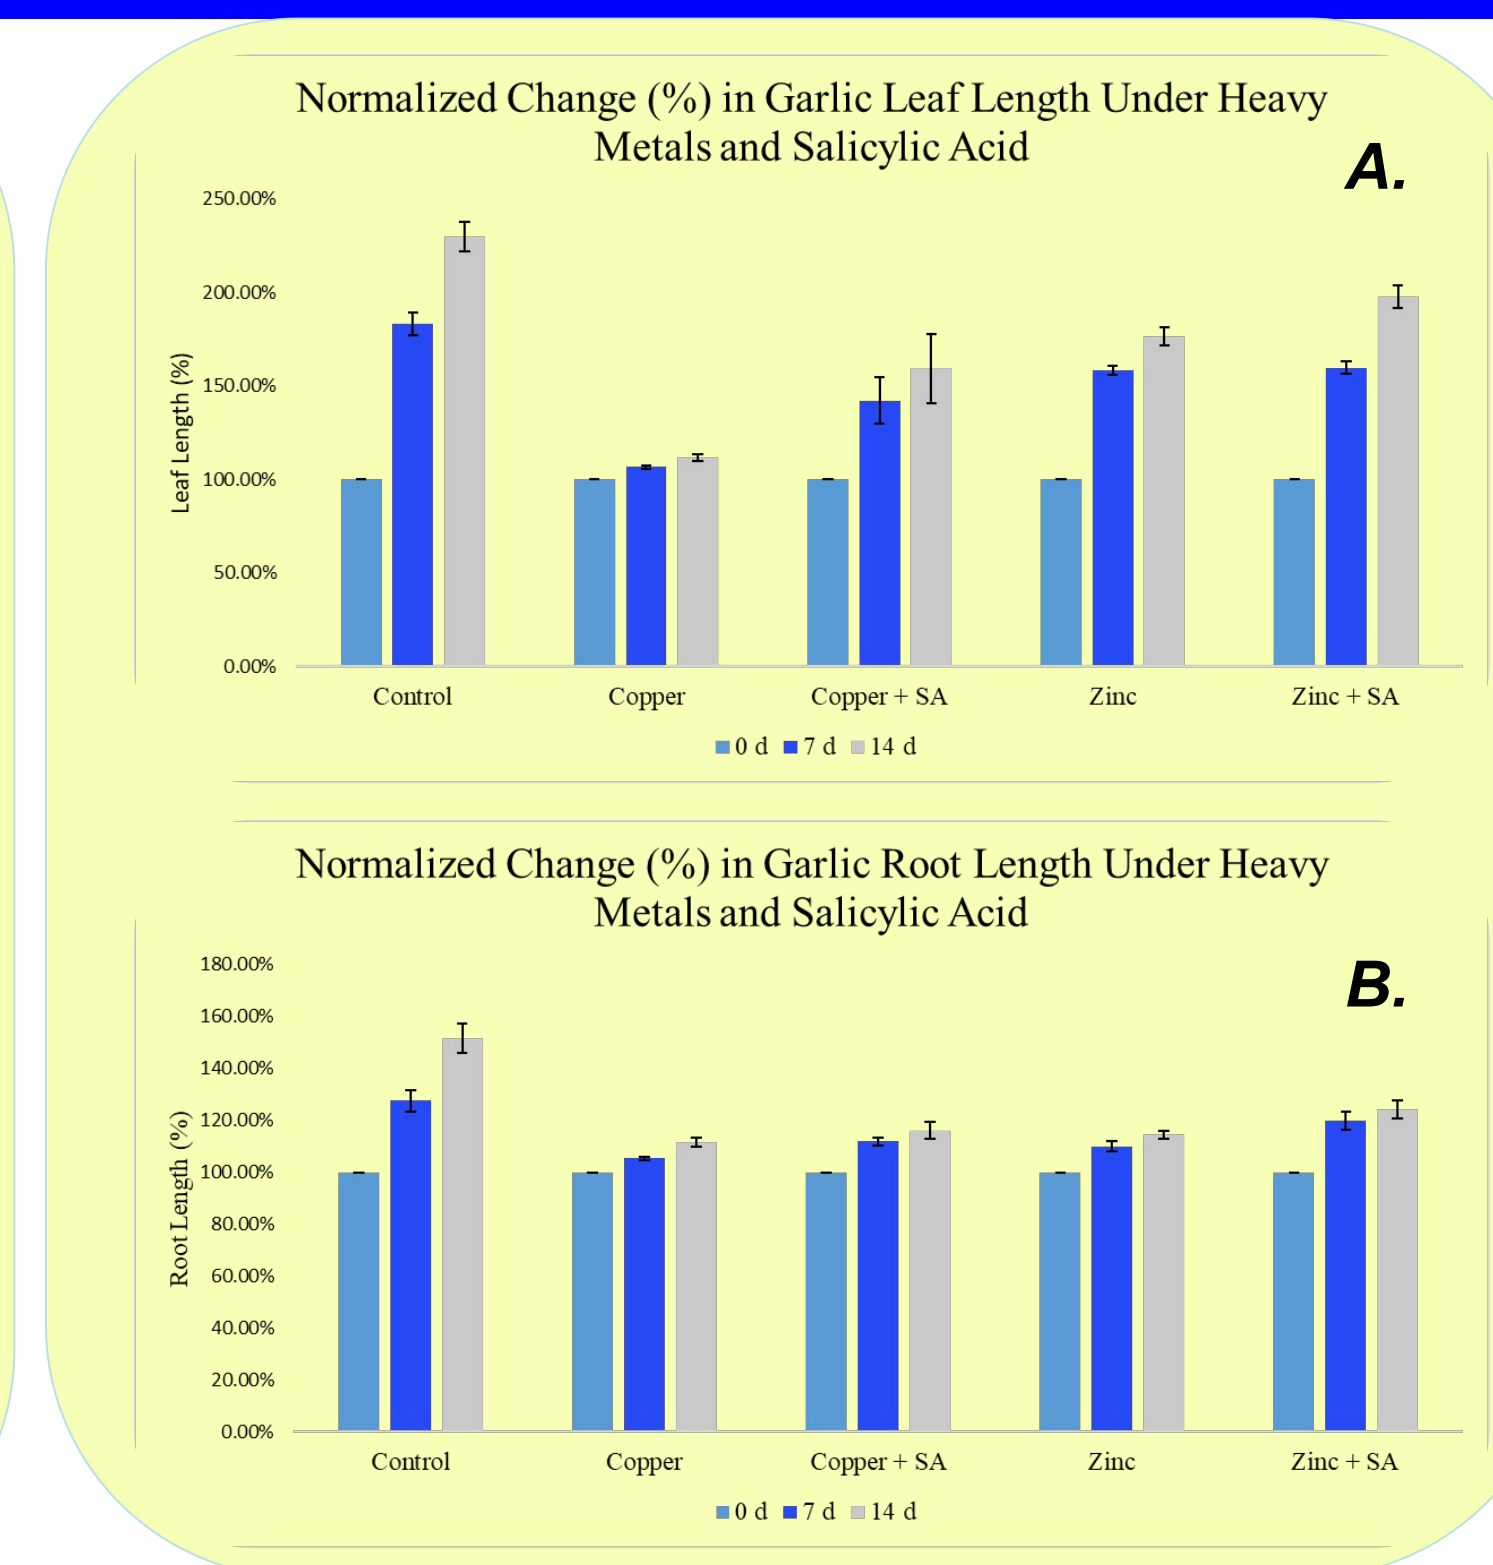 Normalized Change (%) in Garlic Leaf Length Under Heavy
Metals and Salicylic Acid
A.
250.00%
200.00%
150.00%
100.00%
50.00%
0.00%
Leaf Length (%)
Control
Copper
Copper + SA
Zinc
Zinc + SA
0 d
7 d
14 d
Normalized Change (%) in Garlic Root Length Under Heavy
Metals and Salicylic Acid
B.
180.00%
160.00%
140.00%
120.00%
100.00%
80.00%
60.00%
40.00%
20.00%
0.00%
Root Length (%)
Control
Copper
Copper + SA
Zinc
Zinc + SA
0 d
7 d
14 d